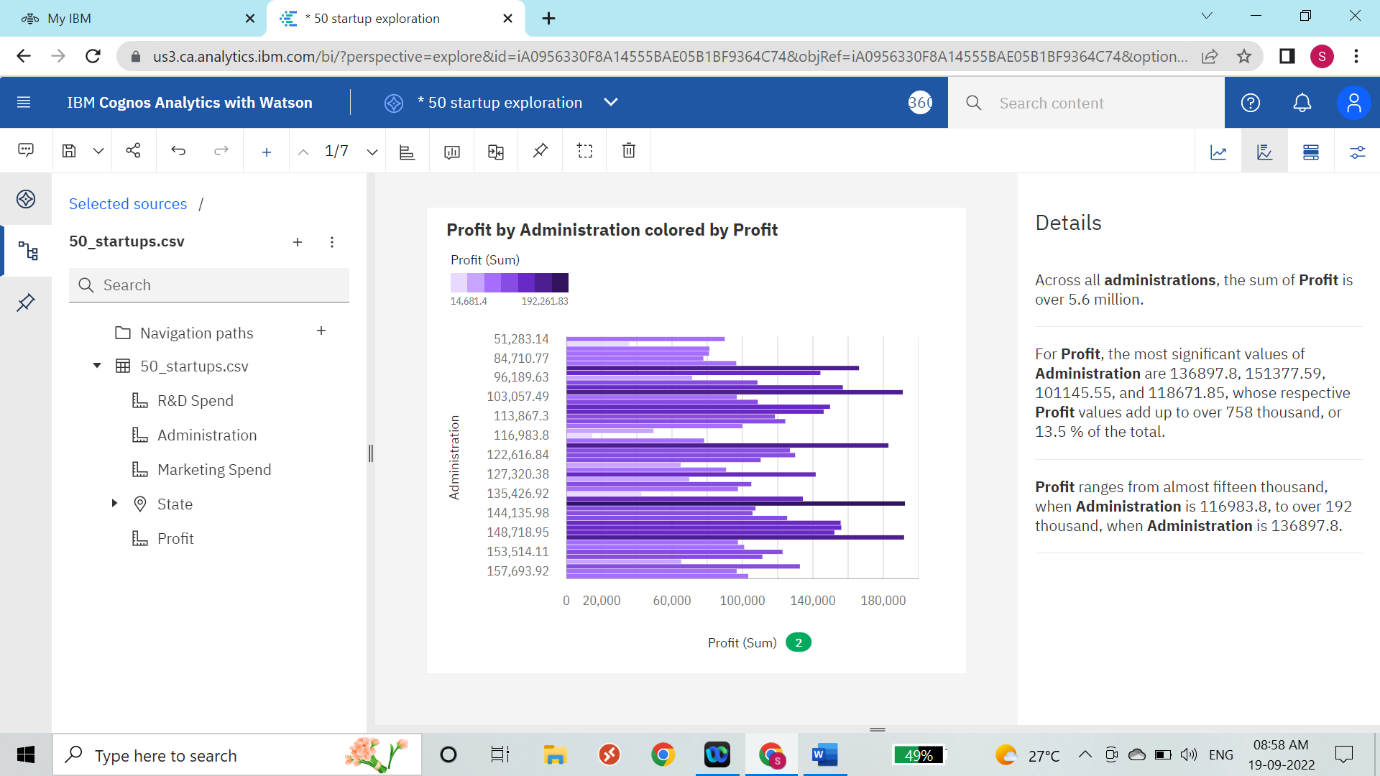 My IBM
* 50 startup exploration
us3.ca.analytics.ibm.com/bi/?perspective=explore&id=iA0956330F8A14555BAE05B1BF9364C74&objRef=iA0956330F8A14555BAE05B1BF9364C74&option...
S
IBM Cognos Analytics with Watson
* 50 startup exploration
360
Search content
1/7
Selected sources /
50_startups.csv
Search
Navigation paths
50_startups.csv
R&D Spend
Administration
Marketing Spend
State
Profit
Profit by Administration colored by Profit
Profit (Sum)
14,681.4 192,261.83
Administration
51,283.14
84,710.77
96,189.63
103,057.49
113,867.3
116,983.8
122,616.84
127,320.38
135,426.92
144,135.98
148,718.95
153,514.11
157,693.92
0 20,000 60,000 100,000 140,000 180,000
Profit (Sum) 2
Details
Across all administrations, the sum of Profit is
over 5.6 million.
For Profit, the most significant values of
Administration are 136897.8, 151377.59,
101145.55, and 118671.85, whose respective
Profit values add up to over 758 thousand, or
13.5 % of the total.
Profit ranges from almost fifteen thousand,
when Administration is 116983.8, to over 192
thousand, when Administration is 136897.8.
Type here to search
S
W
49%
27°C
ENG
08:58 AM
19-09-2022